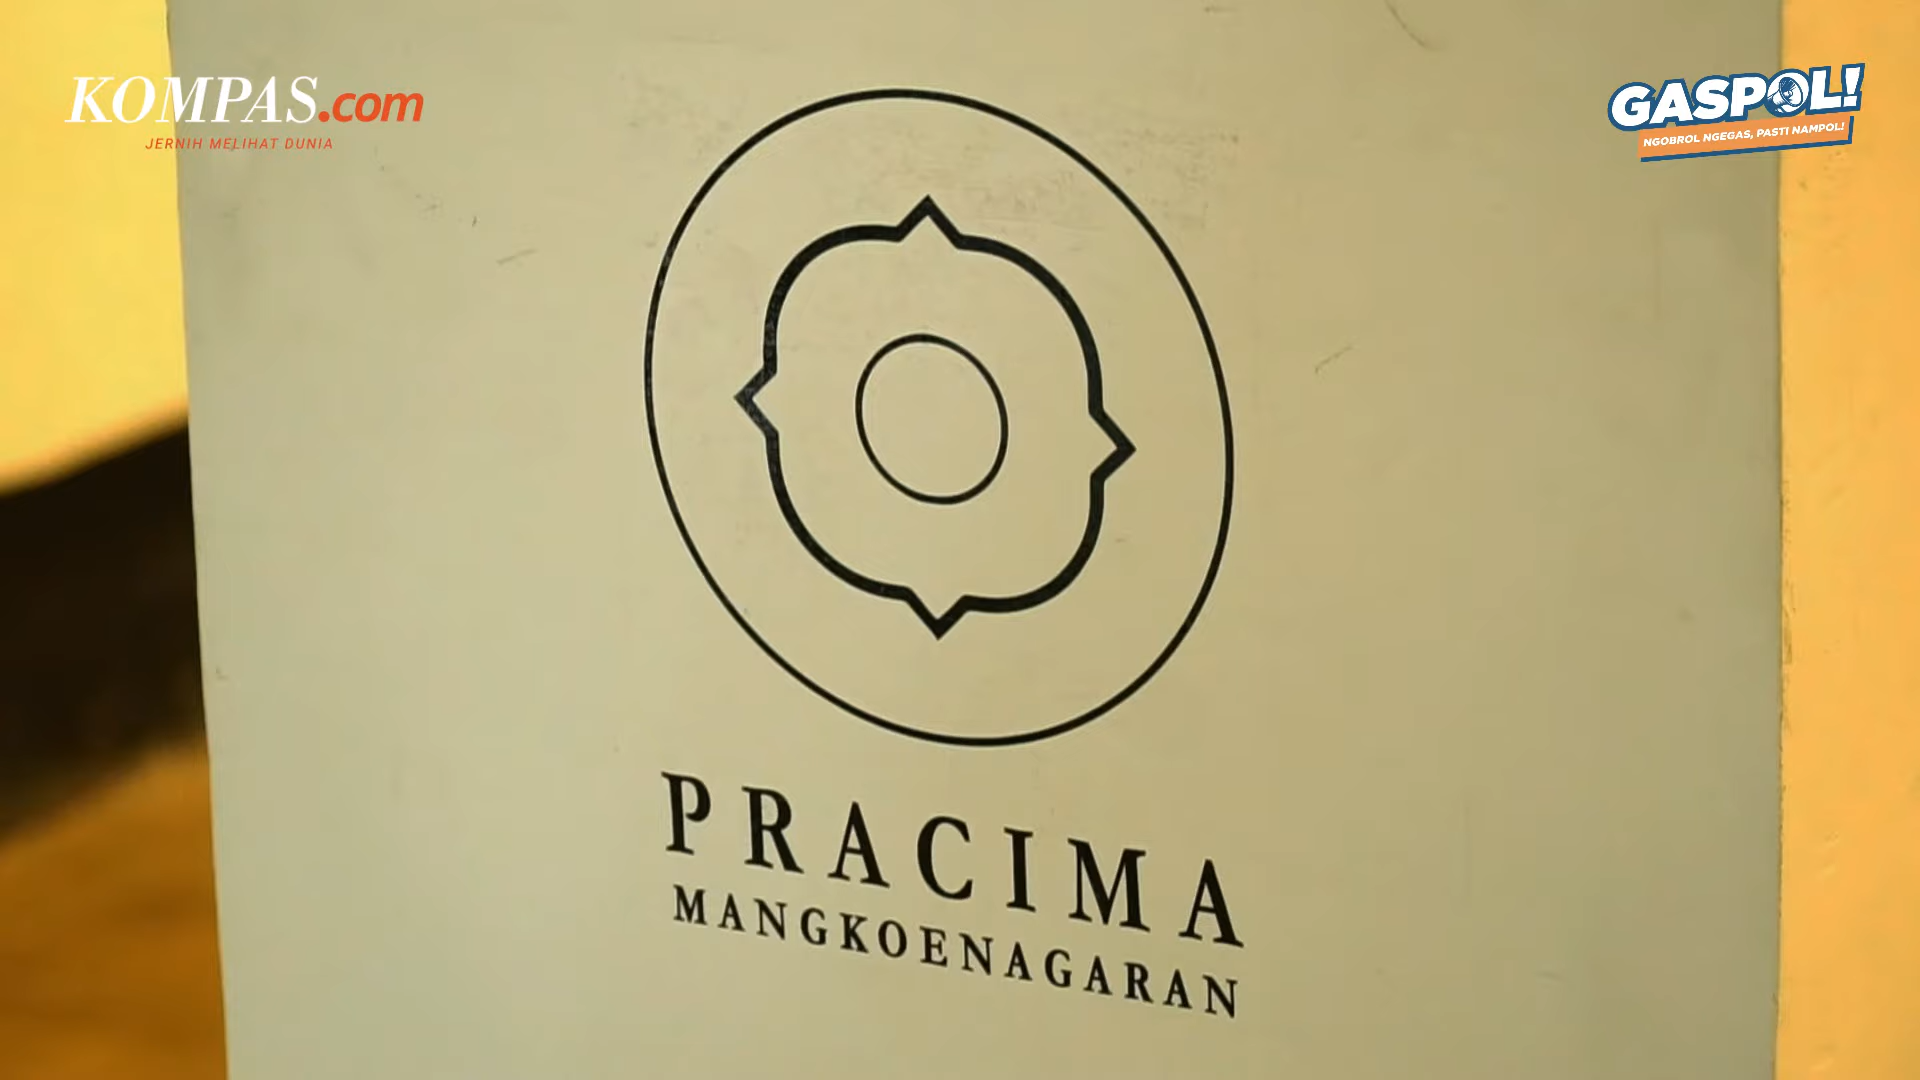 KOMPAS.com
JERNIH MELIHAT DUNIA
GASPOL!
NGOBROL NGEGAS, PASTI NAMPOL!
PRACIMA
MANGKOENAGARAN